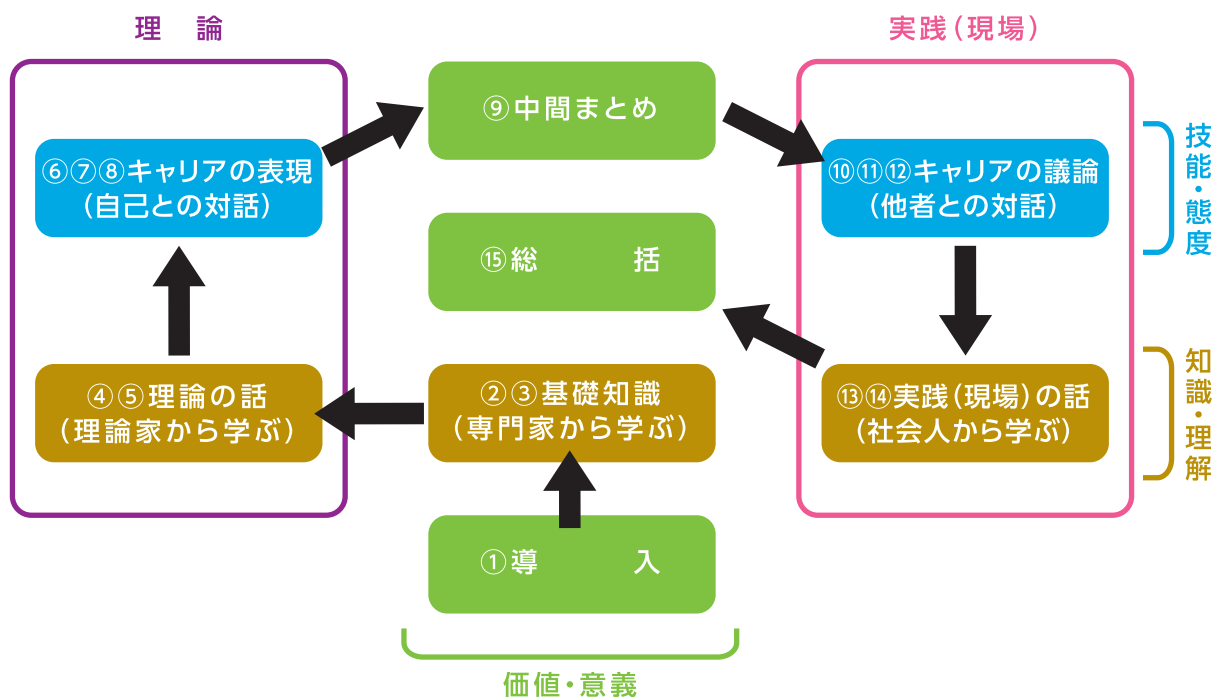 理　論
実践（現場）
⑨中間まとめ
⑥⑦⑧キャリアの表現
（自己との対話）
⑩⑪⑫キャリアの議論
（他者との対話）
技能・態度
⑮総　括
④⑤理論の話
（理論家から学ぶ）
②③基礎知識
（専門家から学ぶ）
⑬⑭実践（現場）の話
（社会人から学ぶ）
知識・理解
①導　入
価値・意義